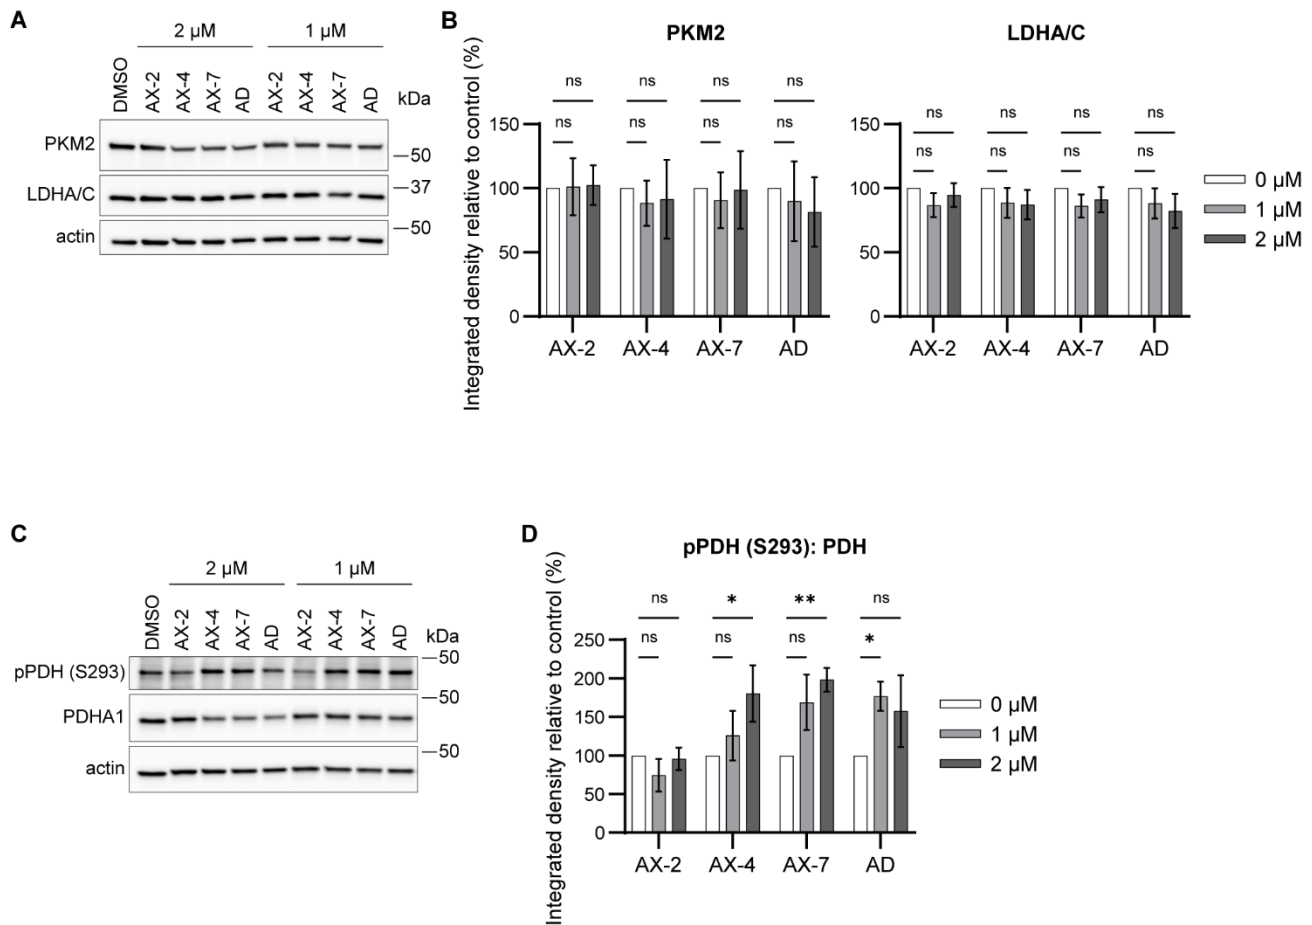 A
2 μM 1 μM
DMSO AX-2 AX-4 AX-7 AD AX-2 AX-4 AX-7 AD kDa
PKM2
50
LDHA/C
37
actin
50
B
PKM2 LDHA/C
Integrated density relative to control (%)
ns ns ns ns
ns ns ns ns
150
100
50
0
AX-2 AX-4 AX-7 AD
ns ns ns ns
ns ns ns ns
150
100
50
0
AX-2 AX-4 AX-7 AD
0 μM
1 μM
2 μM
C
2 μM 1 μM
DMSO AX-2 AX-4 AX-7 AD AX-2 AX-4 AX-7 AD kDa
pPDH (S293)
50
PDHA1
50
actin
50
D
pPDH (S293): PDH
Integrated density relative to control (%)
ns * ** ns
ns ns ns *
250
200
150
100
50
0
AX-2 AX-4 AX-7 AD
0 μM
1 μM
2 μM